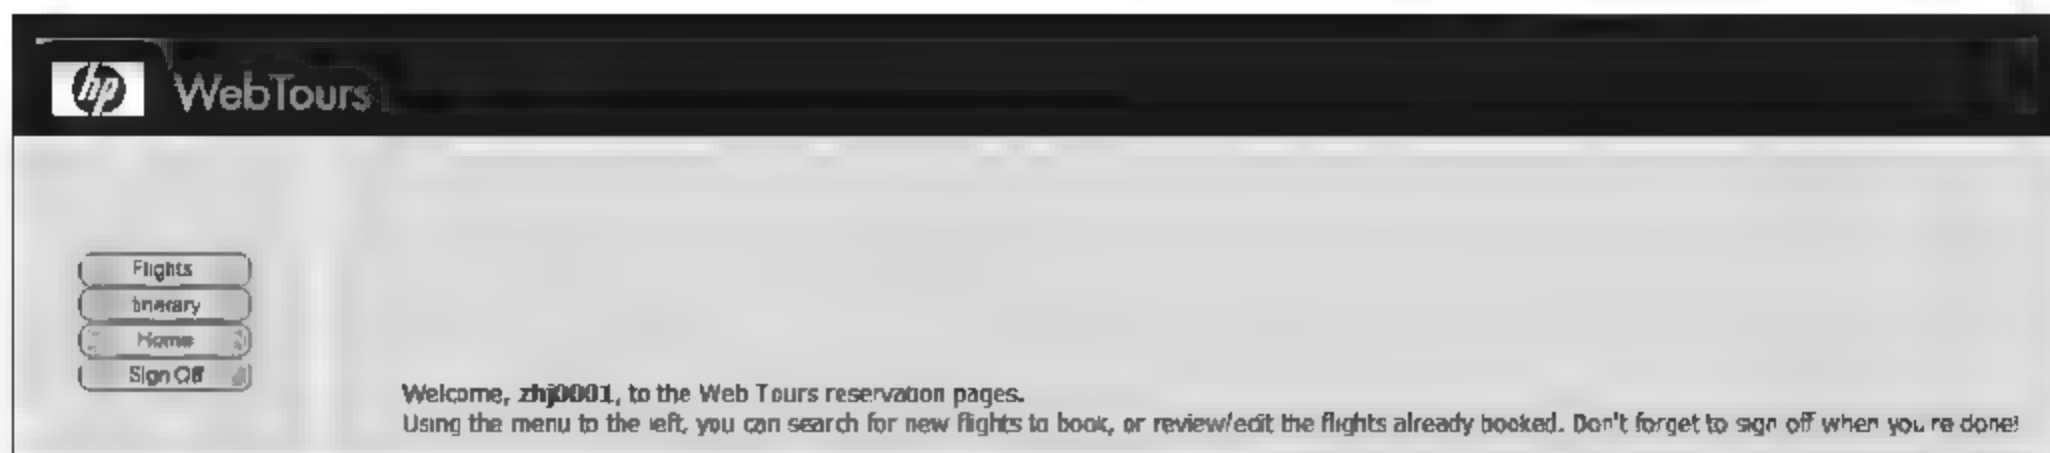 hp WebTours
Flights
Itinerary
Home
Sign Off
Welcome, zhj0001, to the Web Tours reservation pages.
Using the menu to the left, you can search for new flights to book, or review/edit the flights already booked. Don't forget to sign off when you're done!